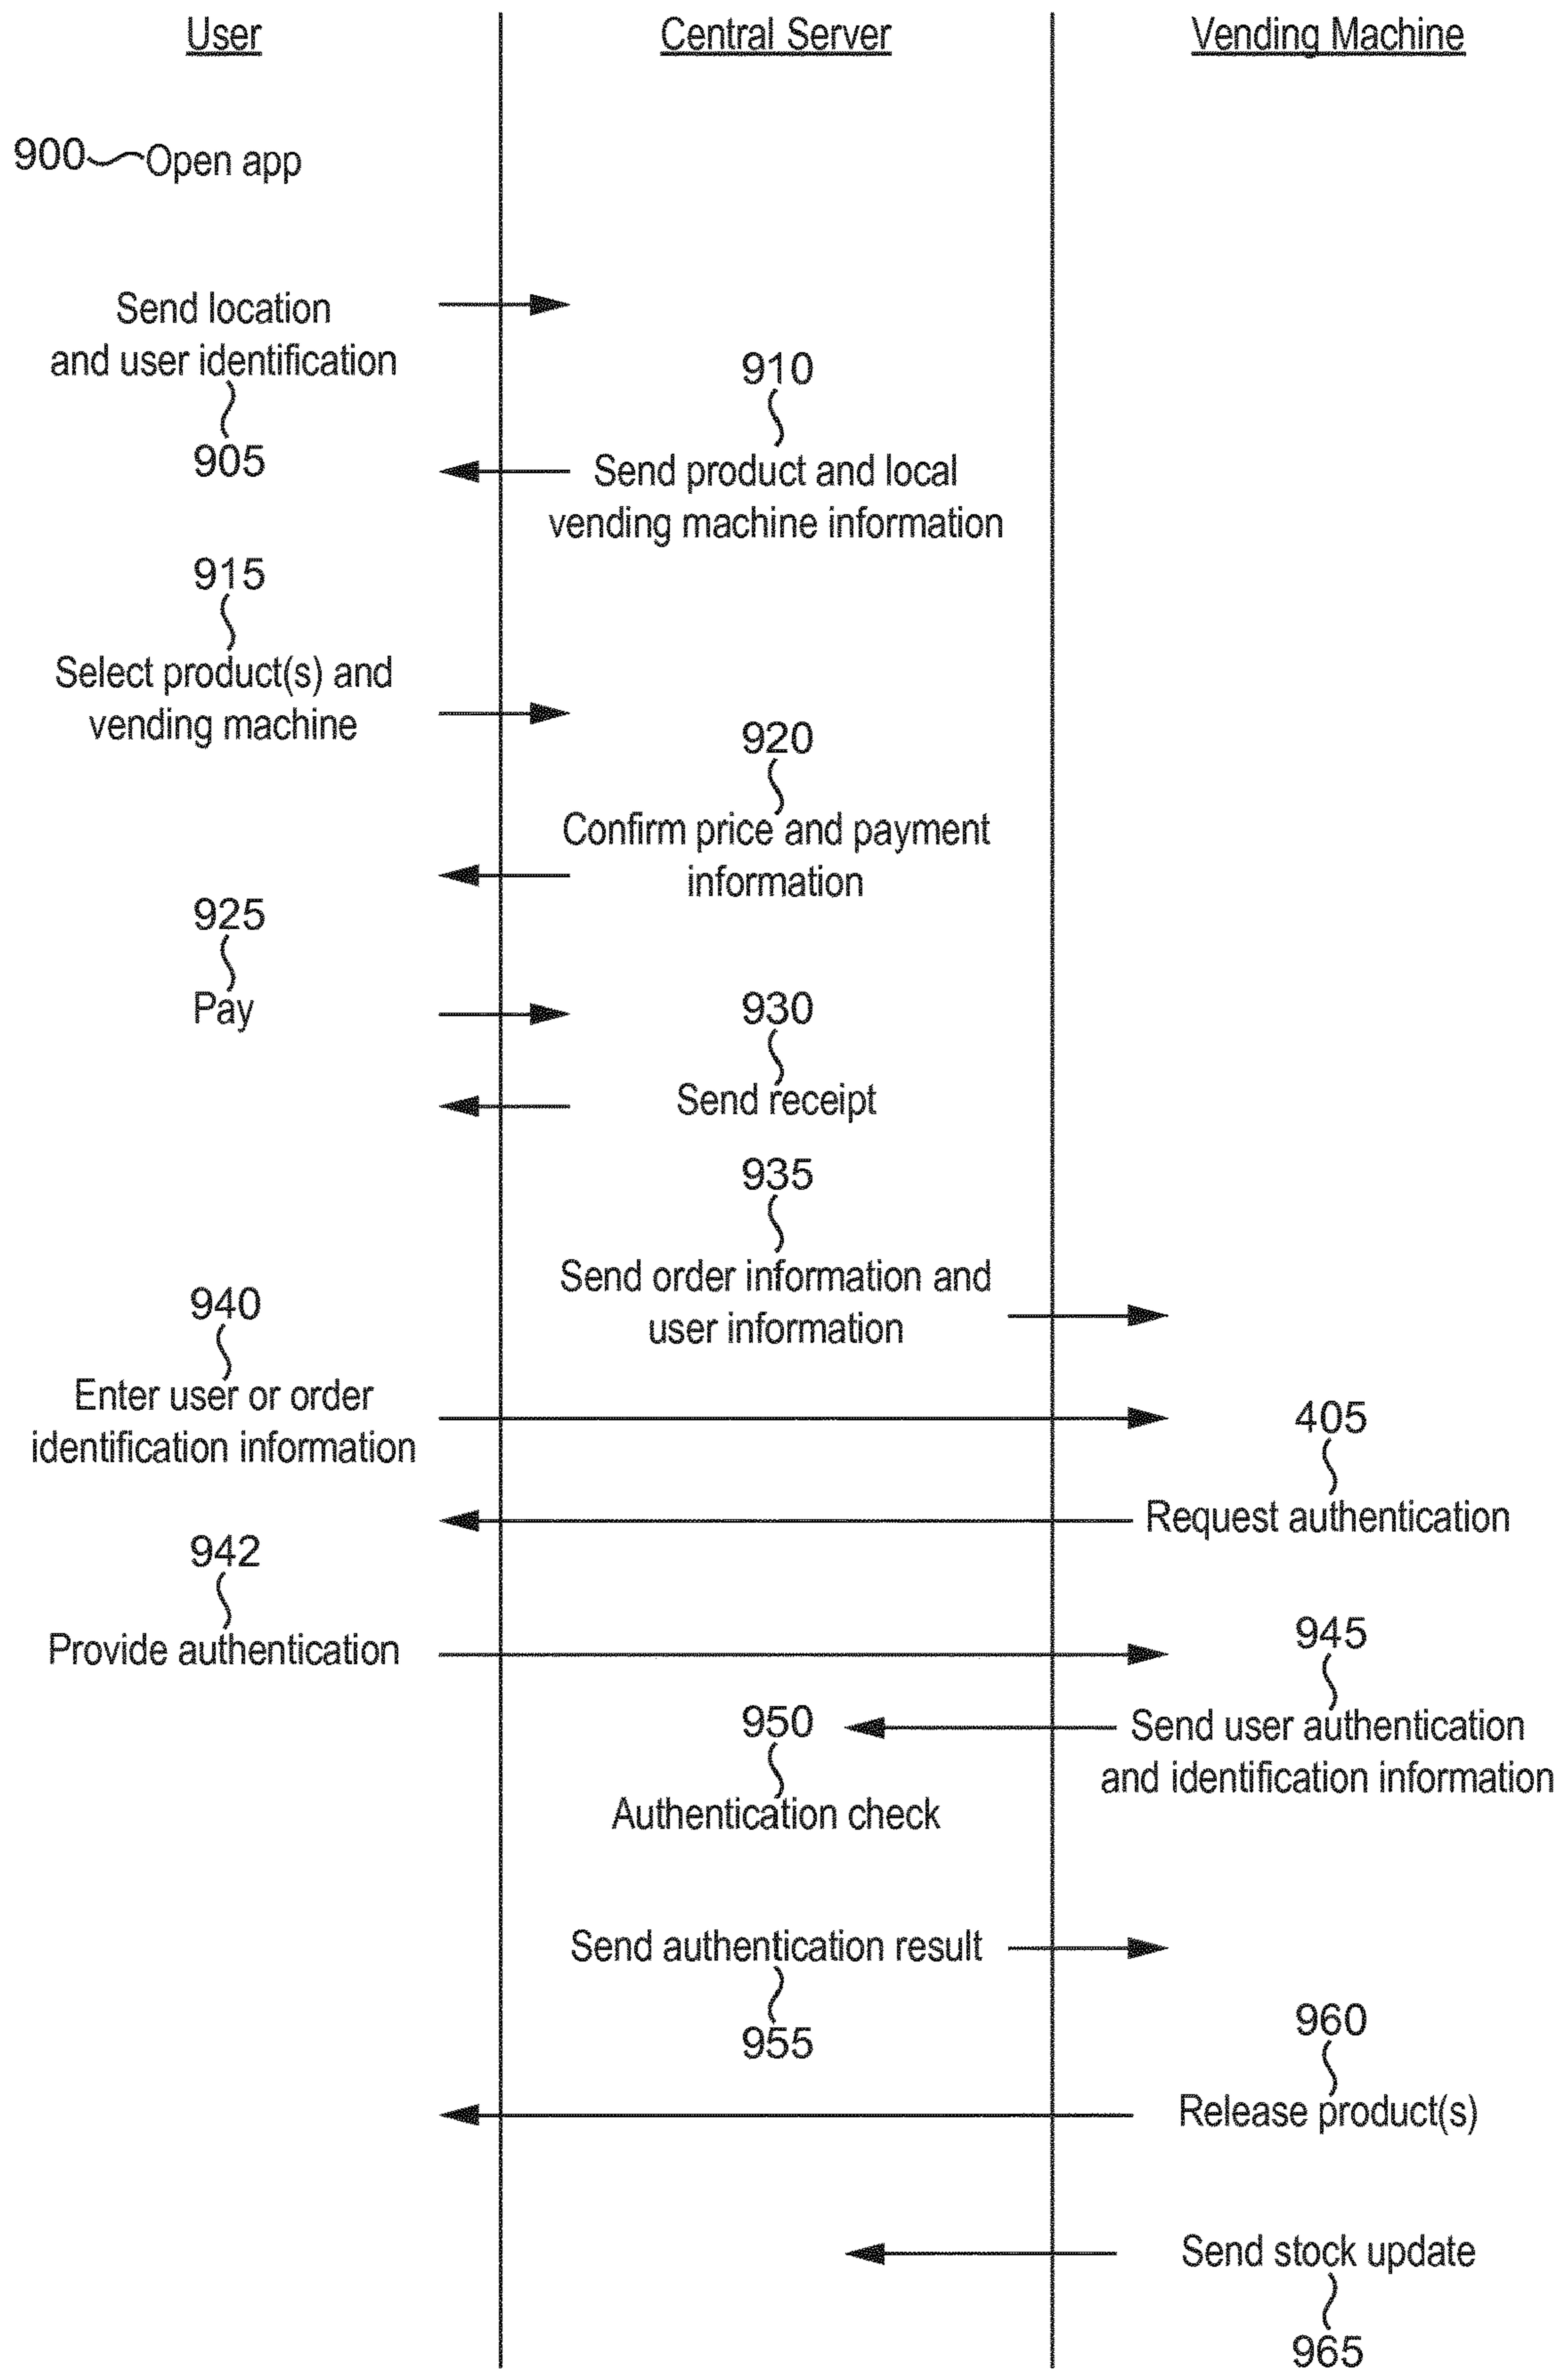 User
Central Server
Vending Machine
900
Open app
Send location
and user identification
905
910
Send product and local
vending machine information
915
Select product(s) and
vending machine
920
Confirm price and payment
information
925
Pay
930
Send receipt
935
Send order information and
user information
940
Enter user or order
identification information
405
Request authentication
942
Provide authentication
945
Send user authentication
and identification information
950
Authentication check
Send authentication result
955
960
Release product(s)
Send stock update
965